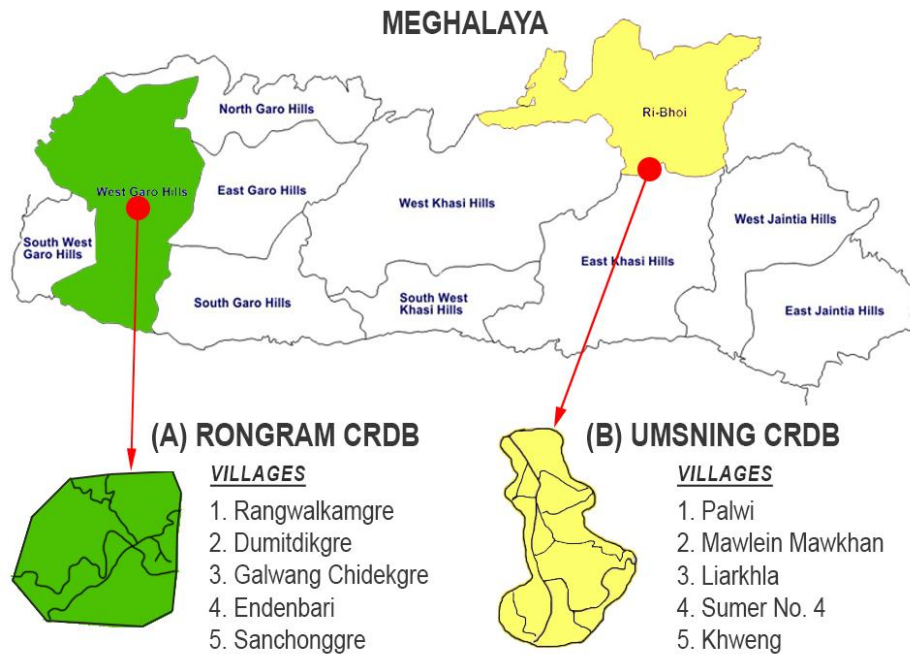 MEGHALAYA
North Garo Hills
Ri-Bhoi
West Garo Hills
East Garo Hills
West Khasi Hills
West Jaintia Hills
South West
Garo Hills
East Khasi Hills
South Garo Hills
South West
Khasi Hills
East Jaintia Hills
(A) RONGRAM CRDB
VILLAGES
1. Rangwalkamgre
2. Dumitdikgre
3. Galwang Chidekgre
4. Endenbari
5. Sanchonggre
(B) UMSNING CRDB
VILLAGES
1. Palwi
2. Mawlein Mawkhan
3. Liarkhla
4. Sumer No. 4
5. Khweng